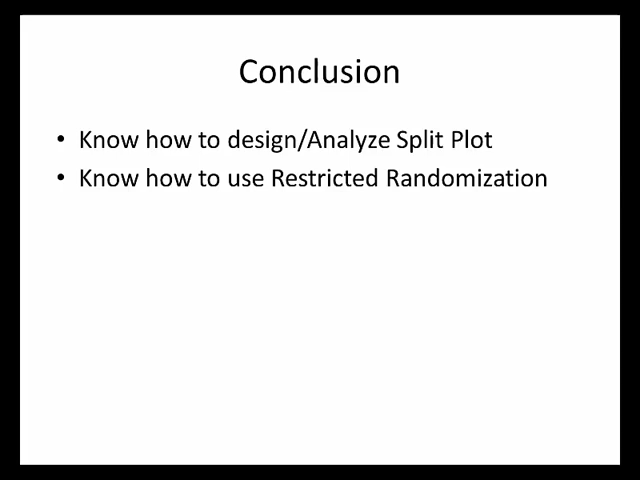 Conclusion
• Know how to design/Analyze Split Plot
• Know how to use Restricted Randomization